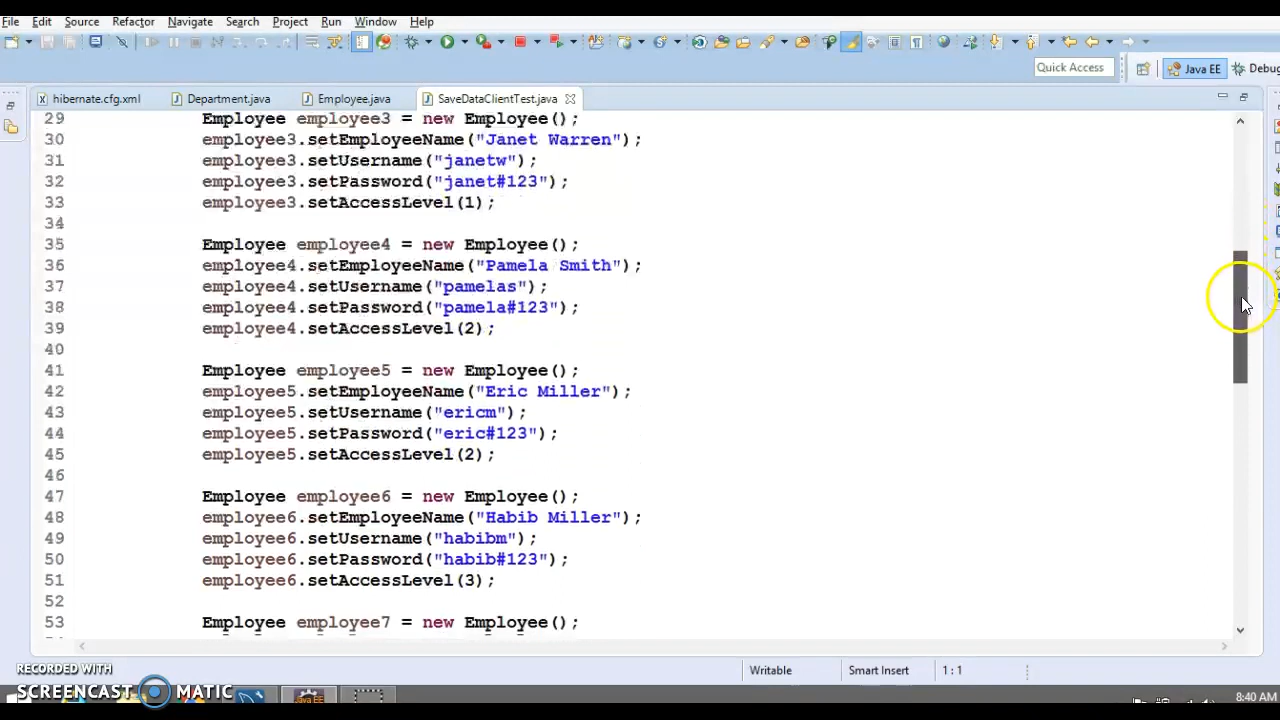 File Edit Source Refactor Navigate Search Project Run Window Help
Quick Access
Java EE
Debug
hibernate.cfg.xml
Department.java
Employee.java
SaveDataClientTest.java
29 Employee employee3 = new Employee();
30 employee3.setEmployeeName("Janet Warren");
31 employee3.setUsername("janetw");
32 employee3.setPassword("janet#123");
33 employee3.setAccessLevel(1);
34
35 Employee employee4 = new Employee();
36 employee4.setEmployeeName("Pamela Smith");
37 employee4.setUsername("pamelas");
38 employee4.setPassword("pamela#123");
39 employee4.setAccessLevel(2);
40
41 Employee employee5 = new Employee();
42 employee5.setEmployeeName("Eric Miller");
43 employee5.setUsername("ericm");
44 employee5.setPassword("eric#123");
45 employee5.setAccessLevel(2);
46
47 Employee employee6 = new Employee();
48 employee6.setEmployeeName("Habib Miller");
49 employee6.setUsername("habibm");
50 employee6.setPassword("habib#123");
51 employee6.setAccessLevel(3);
52
53 Employee employee7 = new Employee();
Writable
Smart Insert
1 : 1
RECORDED WITH
SCREENCAST MATIC
8:40 AM